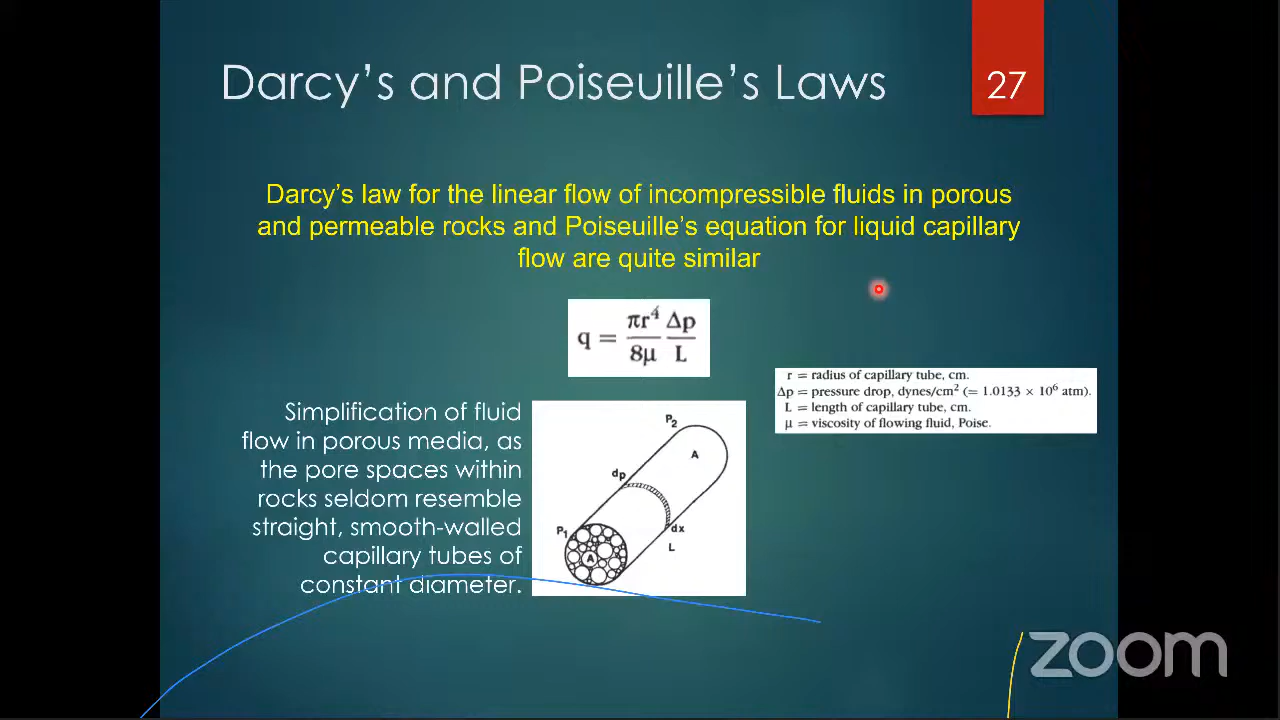 Darcy's and Poiseuille's Laws
27
Darcy's law for the linear flow of incompressible fluids in porous
and permeable rocks and Poiseuille's equation for liquid capillary
flow are quite similar
q = πr⁴/8μ Δp/L
r = radius of capillary tube, cm.
Δp = pressure drop, dynes/cm² (= 1.0133 × 10⁶ atm).
L = length of capillary tube, cm.
μ = viscosity of flowing fluid, Poise.
Simplification of fluid
flow in porous media, as
the pore spaces within
rocks seldom resemble
straight, smooth-walled
capillary tubes of
constant diameter.
P₂
A
dp
P₁
dx
A
L
zoom